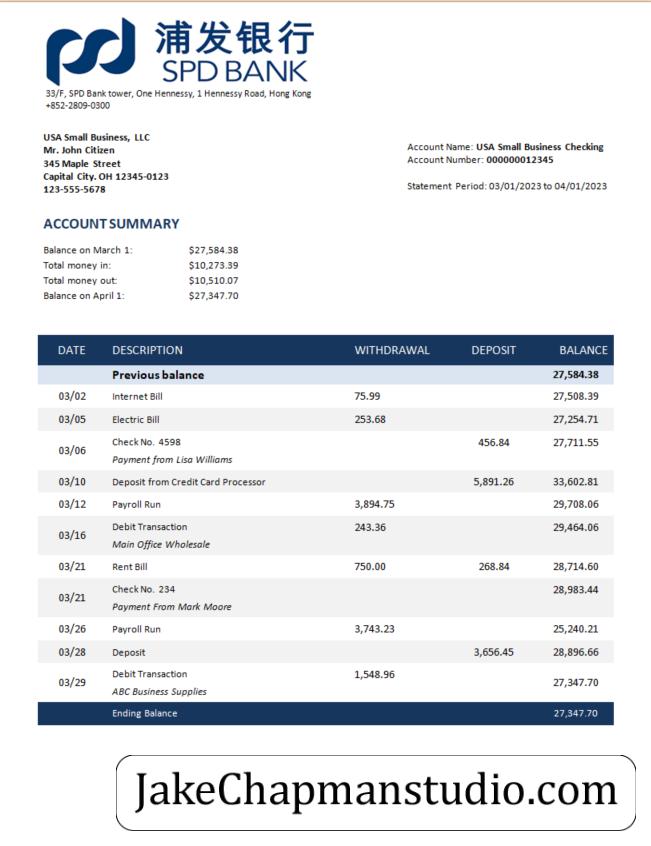 浦发银行
SPD BANK
33/F, SPD Bank tower, One Hennessy, 1 Hennessy Road, Hong Kong
+852-2809-0300
USA Small Business, LLC
Mr. John Citizen
345 Maple Street
Capital City. OH 12345-0123
123-555-5678
Account Name: USA Small Business Checking
Account Number: 000000012345
Statement Period: 03/01/2023 to 04/01/2023
ACCOUNT SUMMARY
Balance on March 1: $27,584.38
Total money in: $10,273.39
Total money out: $10,510.07
Balance on April 1: $27,347.70
DATE DESCRIPTION WITHDRAWAL DEPOSIT BALANCE
Previous balance 27,584.38
03/02 Internet Bill 75.99 27,508.39
03/05 Electric Bill 253.68 27,254.71
03/06 Check No. 4598 456.84 27,711.55
Payment from Lisa Williams
03/10 Deposit from Credit Card Processor 5,891.26 33,602.81
03/12 Payroll Run 3,894.75 29,708.06
03/16 Debit Transaction 243.36 29,464.06
Main Office Wholesale
03/21 Rent Bill 750.00 268.84 28,714.60
03/21 Check No. 234 28,983.44
Payment From Mark Moore
03/26 Payroll Run 3,743.23 25,240.21
03/28 Deposit 3,656.45 28,896.66
03/29 Debit Transaction 1,548.96 27,347.70
ABC Business Supplies
Ending Balance 27,347.70
JakeChapmanstudio.com